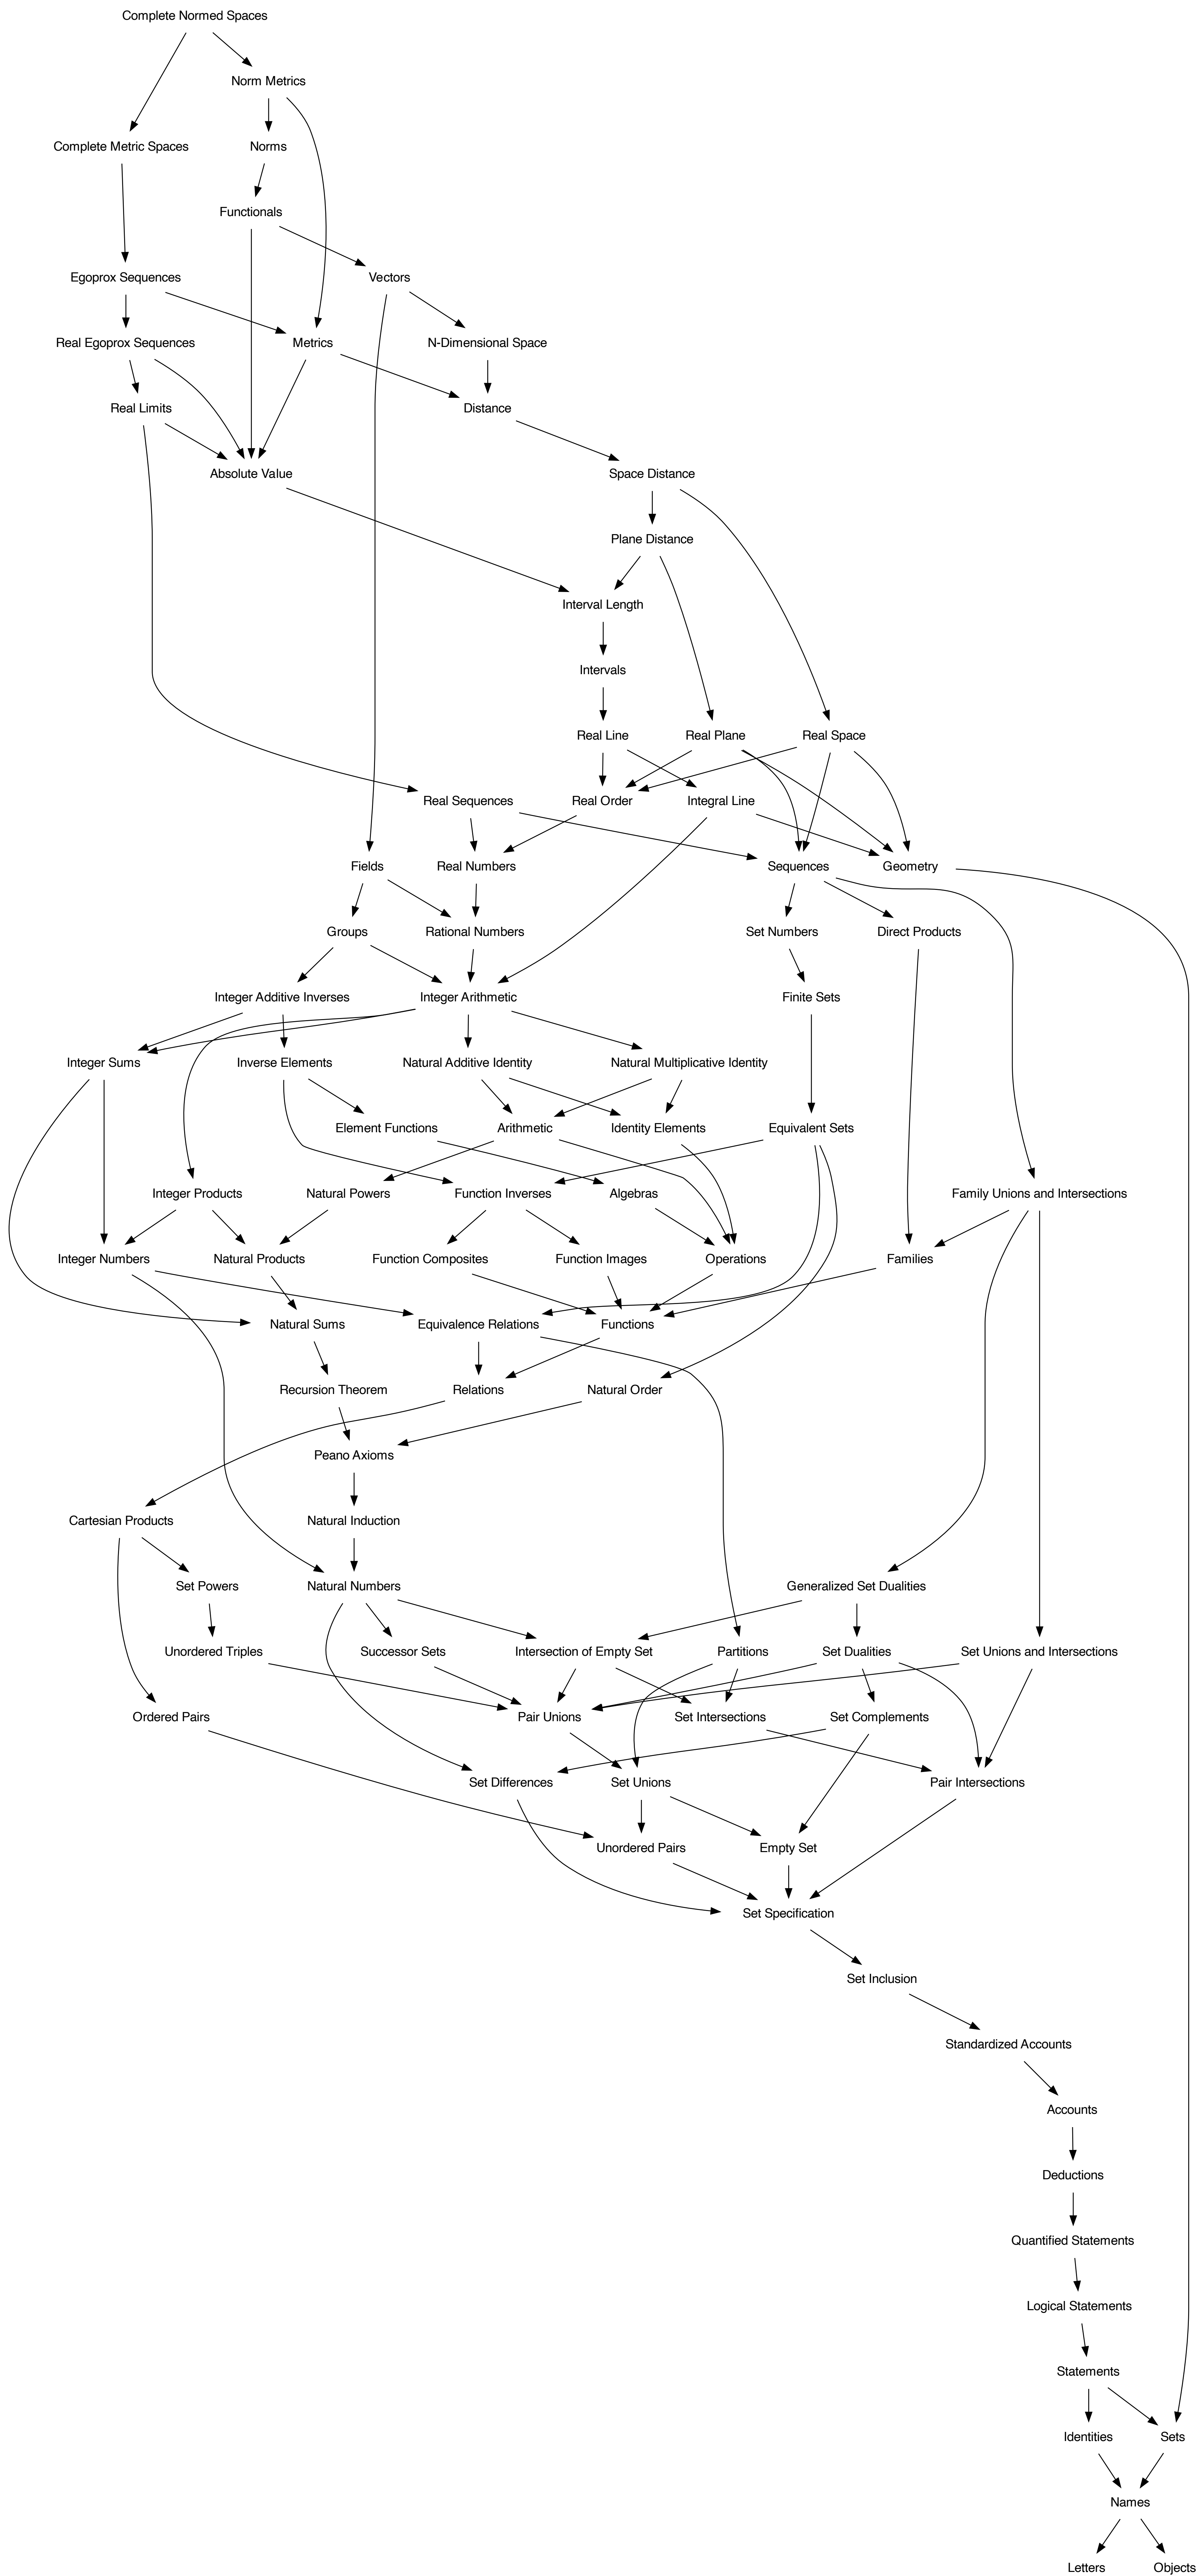 Complete Normed Spaces
Norm Metrics
Complete Metric Spaces
Norms
Functionals
Egoprox Sequences
Vectors
Real Egoprox Sequences
Metrics
N-Dimensional Space
Real Limits
Distance
Absolute Value
Space Distance
Plane Distance
Interval Length
Intervals
Real Line
Real Plane
Real Space
Real Sequences
Real Order
Integral Line
Fields
Real Numbers
Sequences
Geometry
Groups
Rational Numbers
Set Numbers
Direct Products
Integer Additive Inverses
Integer Arithmetic
Finite Sets
Integer Sums
Inverse Elements
Natural Additive Identity
Natural Multiplicative Identity
Element Functions
Arithmetic
Identity Elements
Equivalent Sets
Integer Products
Natural Powers
Function Inverses
Algebras
Family Unions and Intersections
Integer Numbers
Natural Products
Function Composites
Function Images
Operations
Families
Natural Sums
Equivalence Relations
Functions
Recursion Theorem
Relations
Natural Order
Peano Axioms
Cartesian Products
Natural Induction
Set Powers
Natural Numbers
Generalized Set Dualities
Unordered Triples
Successor Sets
Intersection of Empty Set
Partitions
Set Dualities
Set Unions and Intersections
Ordered Pairs
Pair Unions
Set Intersections
Set Complements
Set Differences
Set Unions
Pair Intersections
Unordered Pairs
Empty Set
Set Specification
Set Inclusion
Standardized Accounts
Accounts
Deductions
Quantified Statements
Logical Statements
Statements
Identities
Sets
Names
Letters
Objects